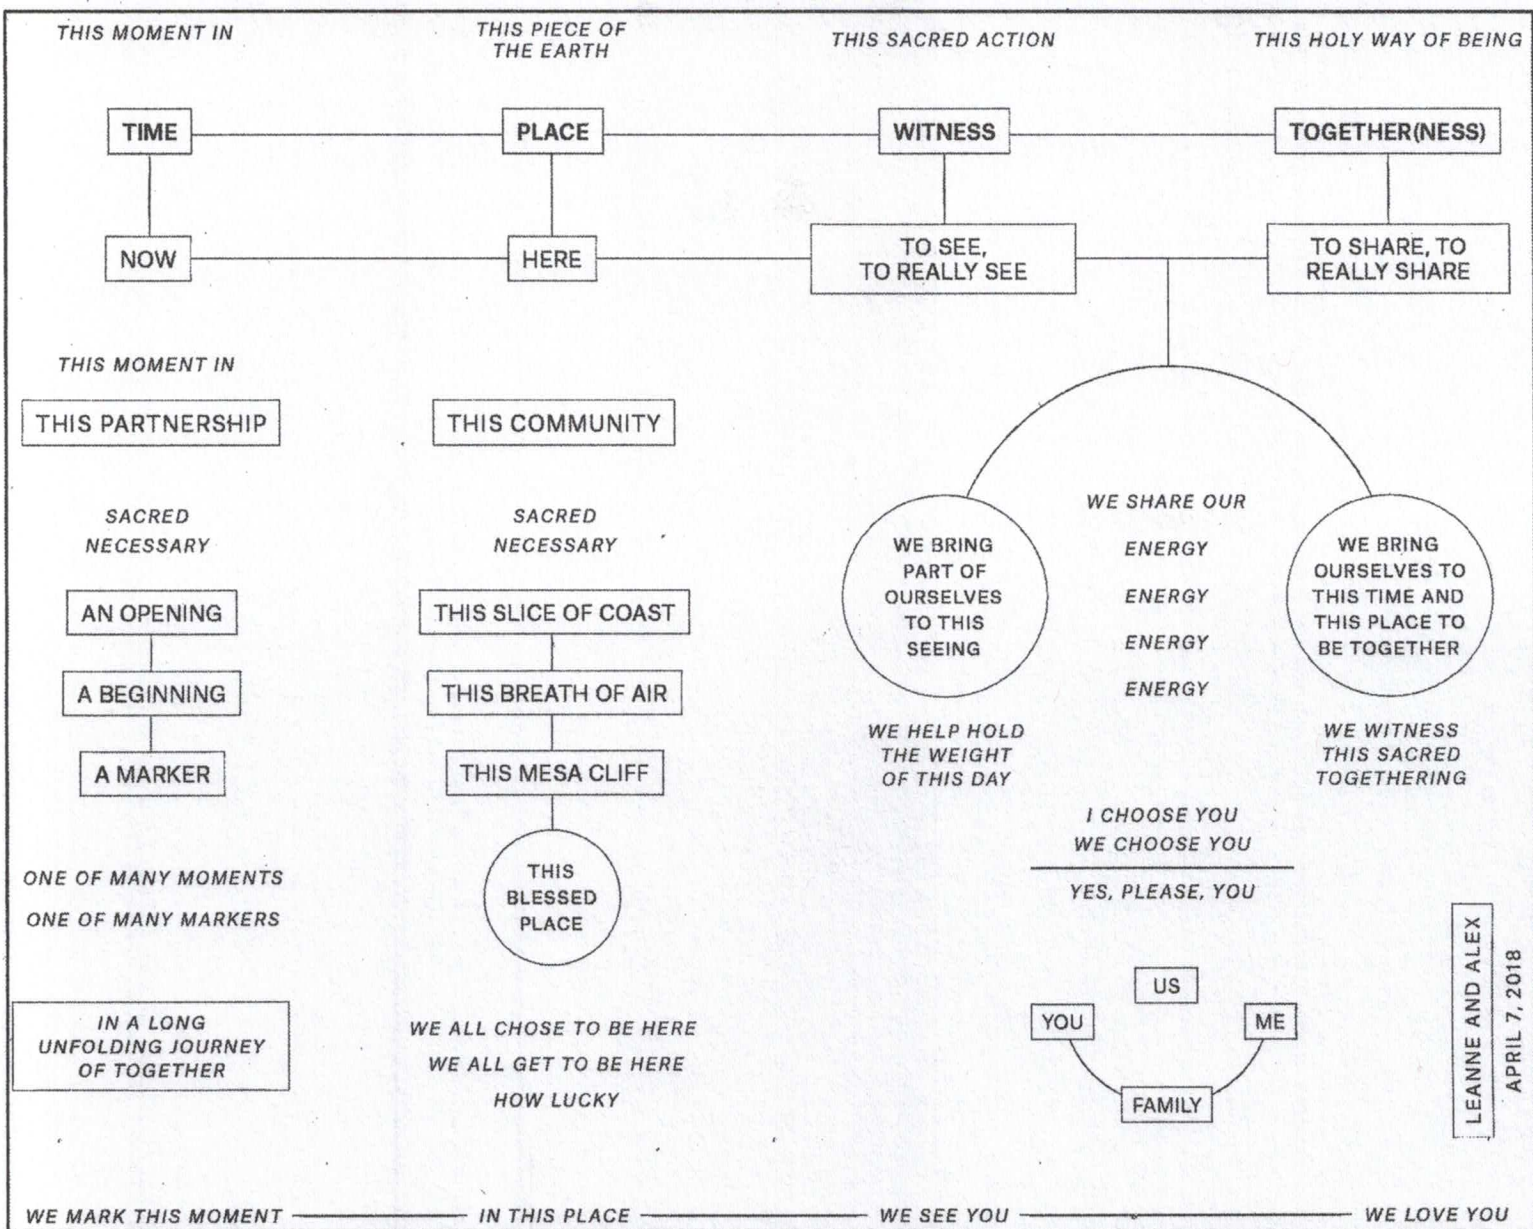 THIS MOMENT IN
THIS PIECE OF
THE EARTH
THIS SACRED ACTION
THIS HOLY WAY OF BEING
TIME
PLACE
WITNESS
TOGETHER(NESS)
NOW
HERE
TO SEE,
TO REALLY SEE
TO SHARE, TO
REALLY SHARE
THIS MOMENT IN
THIS PARTNERSHIP
SACRED
NECESSARY
AN OPENING
A BEGINNING
A MARKER
ONE OF MANY MOMENTS
ONE OF MANY MARKERS
IN A LONG
UNFOLDING JOURNEY
OF TOGETHER
THIS COMMUNITY
SACRED
NECESSARY
THIS SLICE OF COAST
THIS BREATH OF AIR
THIS MESA CLIFF
THIS
BLESSED
PLACE
WE ALL CHOSE TO BE HERE
WE ALL GET TO BE HERE
HOW LUCKY
WE BRING
PART OF
OURSELVES
TO THIS
SEEING
WE HELP HOLD
THE WEIGHT
OF THIS DAY
WE SHARE OUR
ENERGY
ENERGY
ENERGY
ENERGY
WE BRING
OURSELVES TO
THIS TIME AND
THIS PLACE TO
BE TOGETHER
WE WITNESS
THIS SACRED
TOGETHERING
I CHOOSE YOU
WE CHOOSE YOU
YES, PLEASE, YOU
US
YOU
ME
FAMILY
LEANNE AND ALEX
APRIL 7, 2018
WE MARK THIS MOMENT
IN THIS PLACE
WE SEE YOU
WE LOVE YOU